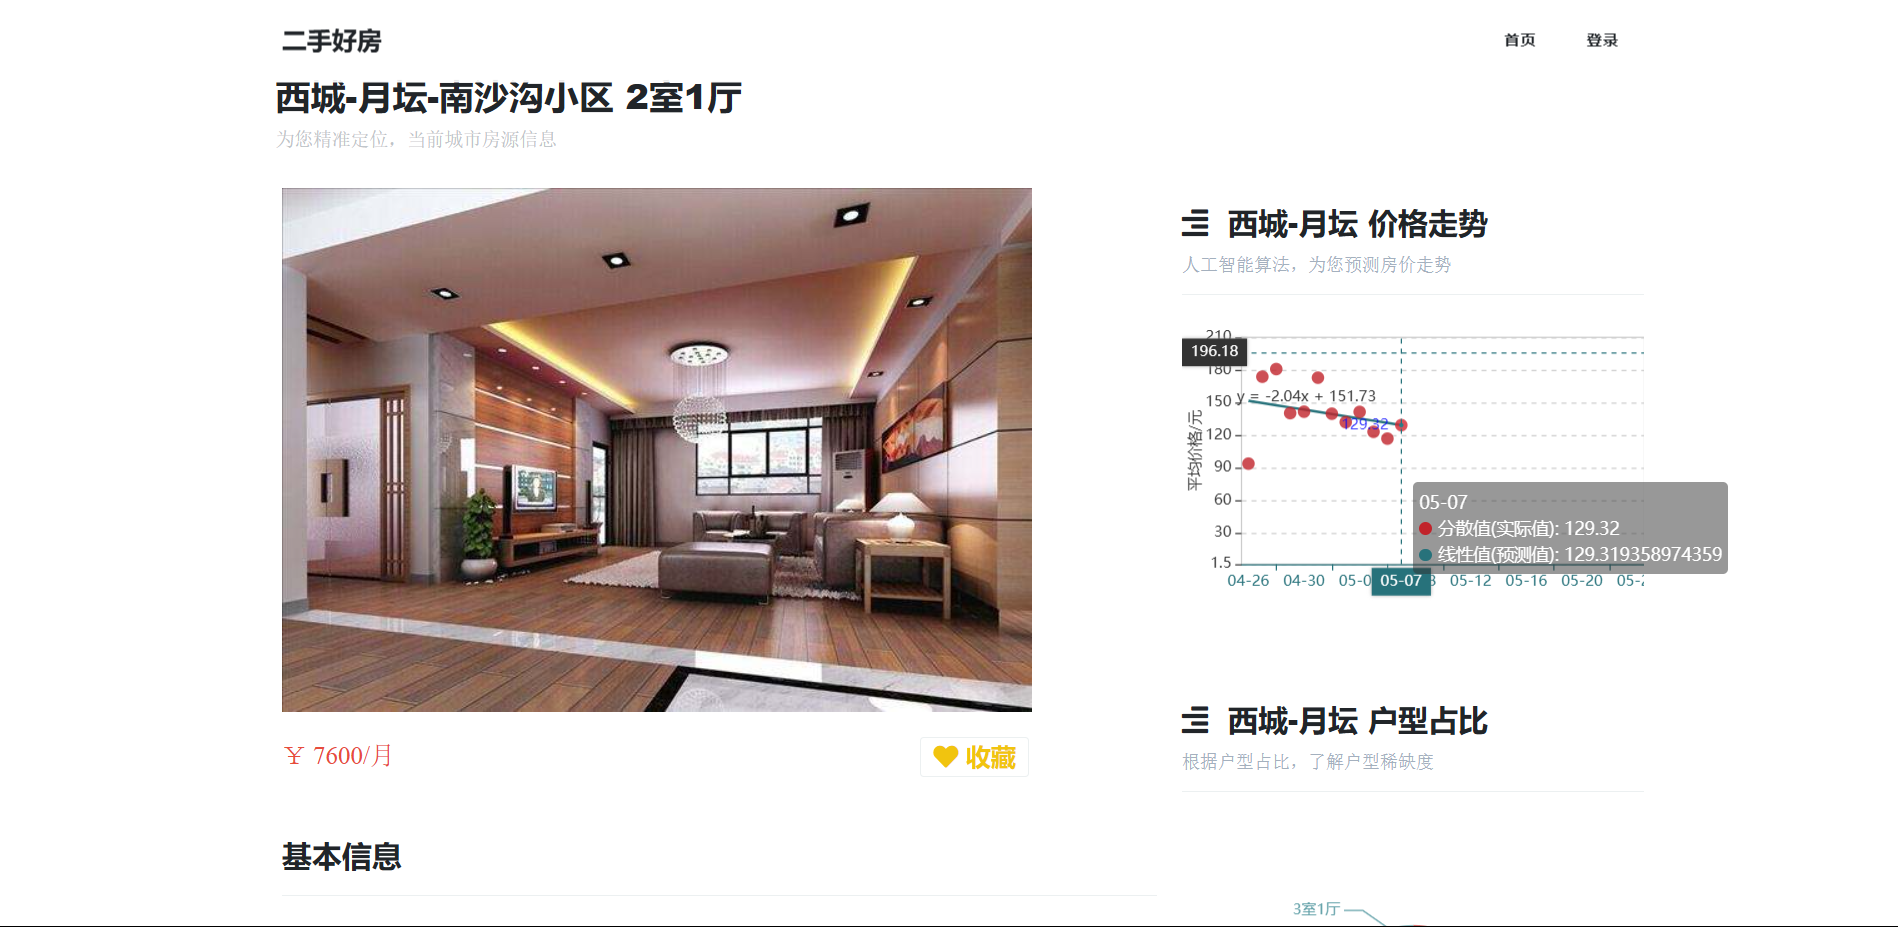 二手好房
首页
登录
西城-月坛-南沙沟小区 2室1厅
为您精准定位，当前城市房源信息
￥ 7600/月
收藏
基本信息
西城-月坛 价格走势
人工智能算法，为您预测房价走势
210
196.18
180
150
120
90
60
30
1.5
平均价格/元
y = -2.04x + 151.73
129.32
05-07
分散值(实际值): 129.32
线性值(预测值): 129.319358974359
04-26 04-30 05-0 05-07 8 05-12 05-16 05-20 05-2
西城-月坛 户型占比
根据户型占比，了解户型稀缺度
3室1厅